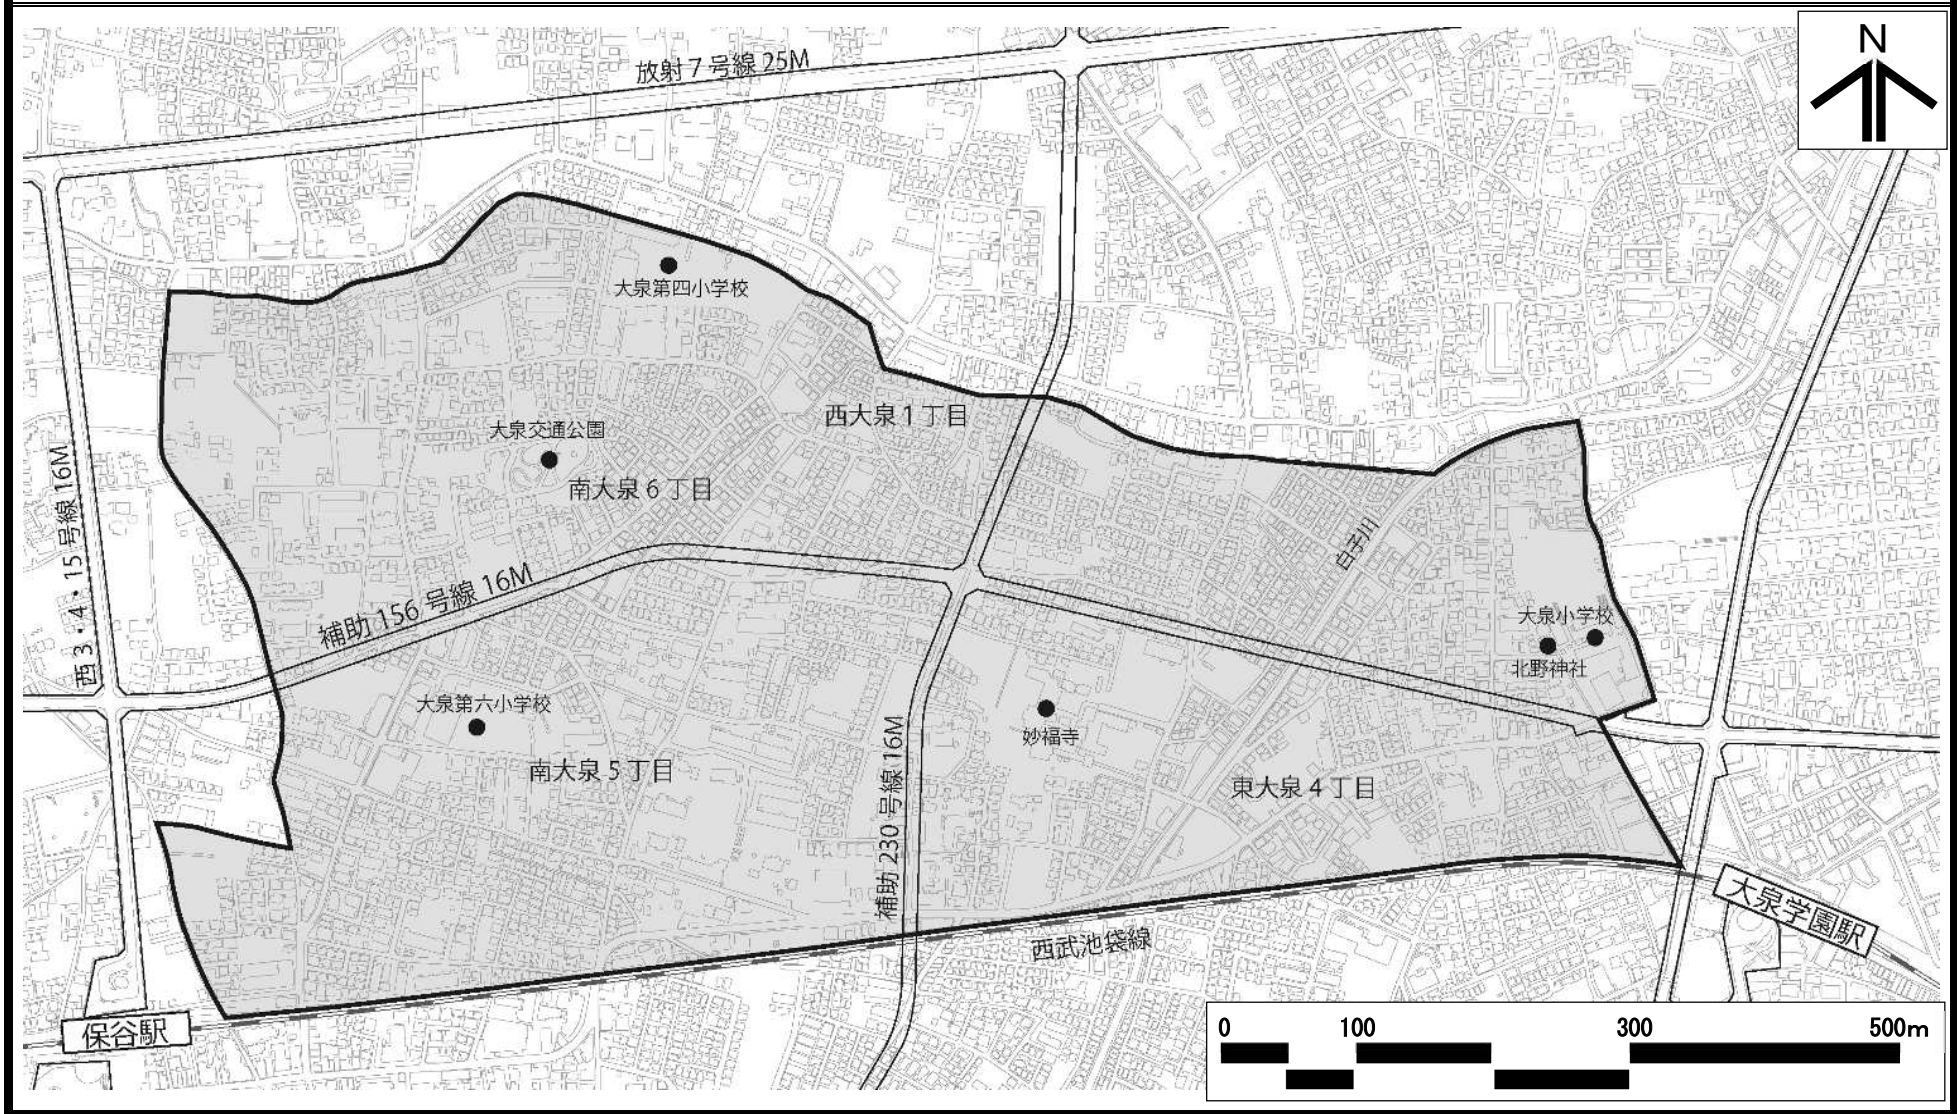 N
放射7号線 25M
大泉第四小学校
西大泉1丁目
大泉交通公園
南大泉6丁目
西3・4・15号線 16M
白子川
補助156号線 16M
大泉小学校
北野神社
大泉第六小学校
妙福寺
南大泉5丁目
補助230号線 16M
東大泉4丁目
大泉学園駅
西武池袋線
保谷駅
0 100 300 500m